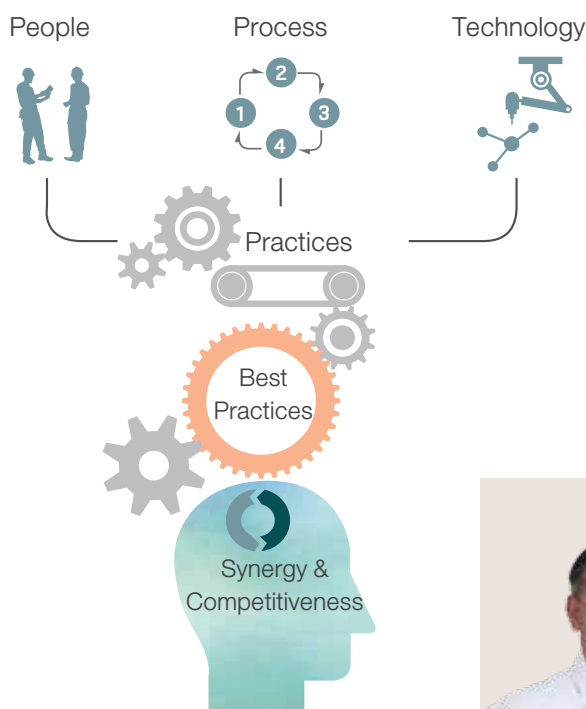 People Process Technology
2
1 3
4
Practices
Best
Practices
Synergy &
Competitiveness